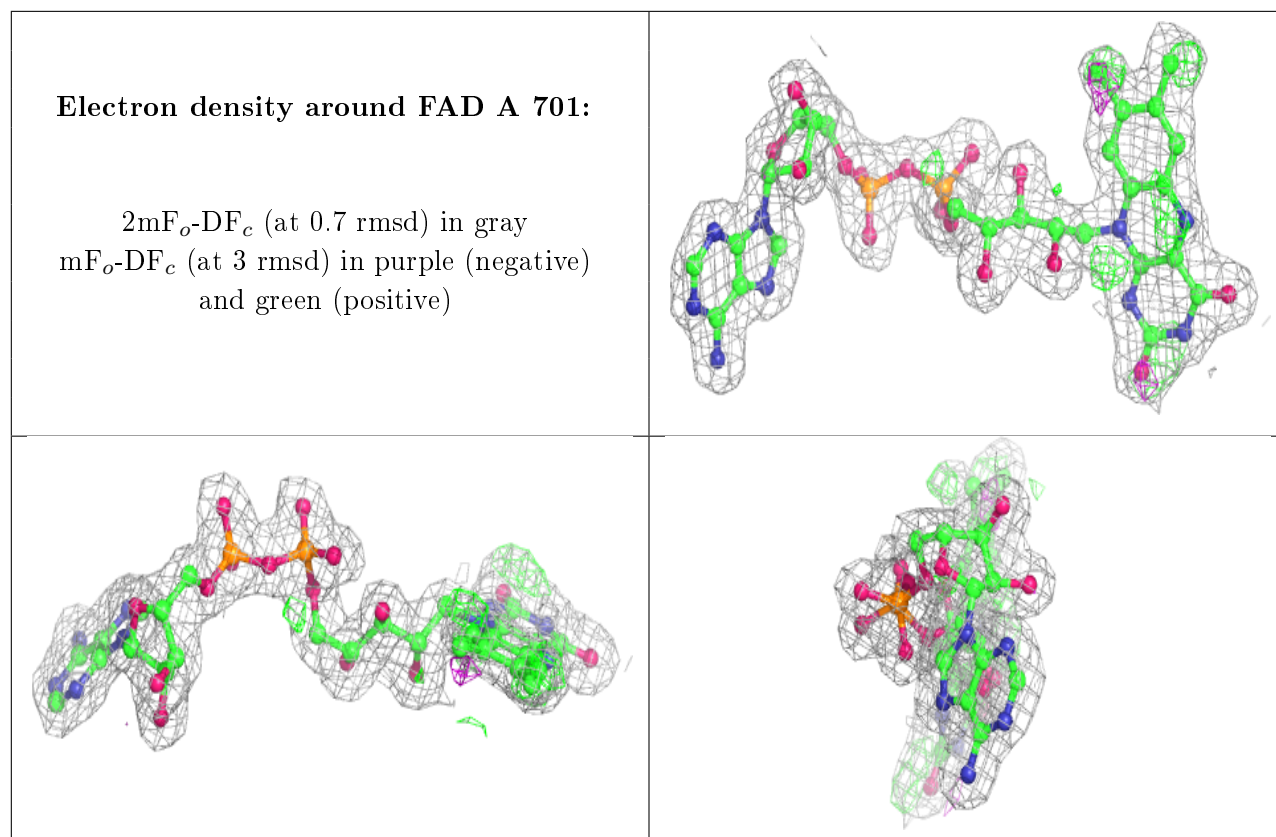 Electron density around FAD A 701:
2mFo-DFc (at 0.7 rmsd) in gray
mFo-DFc (at 3 rmsd) in purple (negative)
and green (positive)